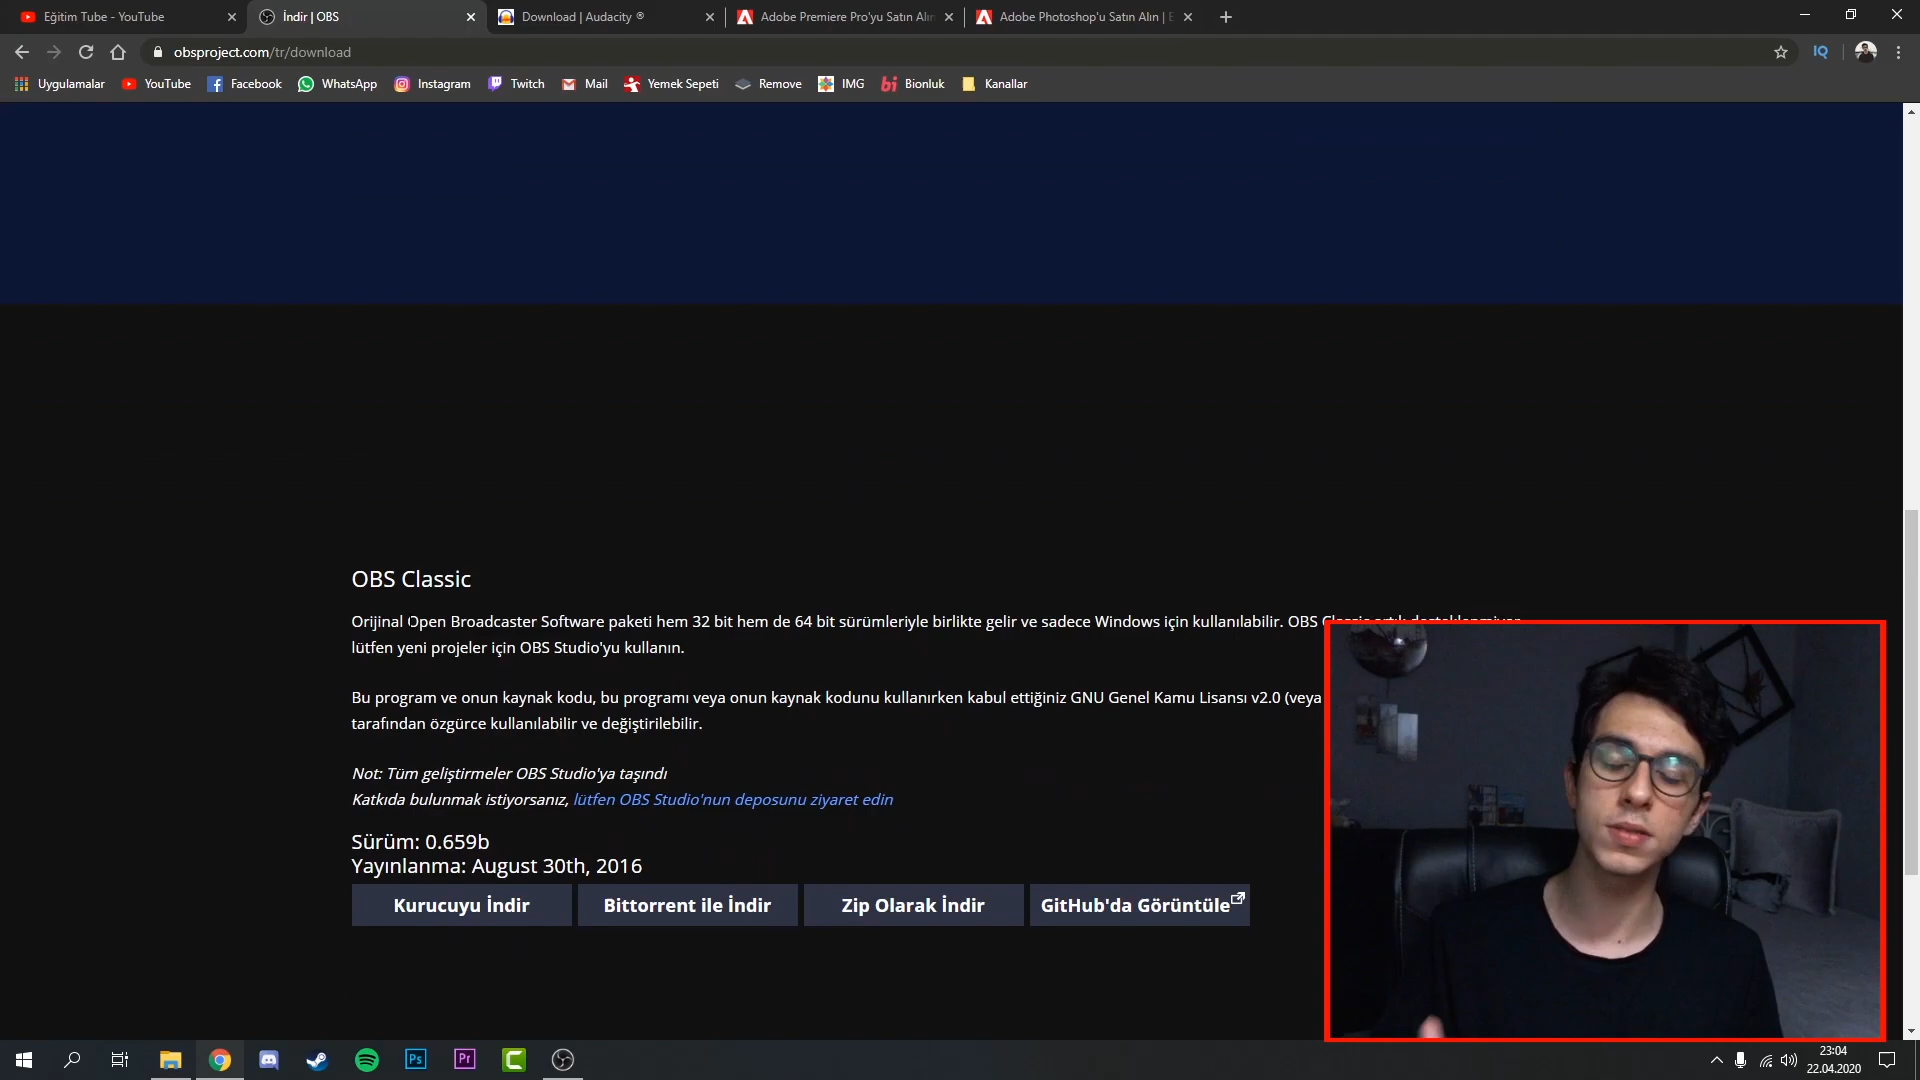 Eğitim Tube - YouTube
İndir | OBS
Download | Audacity ®
Adobe Premiere Pro'yu Satın Alın
Adobe Photoshop'u Satın Alın | E
obsproject.com/tr/download
IQ
Uygulamalar
YouTube
Facebook
WhatsApp
Instagram
Twitch
Mail
Yemek Sepeti
Remove
IMG
bi Bionluk
Kanallar
OBS Classic
Orijinal Open Broadcaster Software paketi hem 32 bit hem de 64 bit sürümleriyle birlikte gelir ve sadece Windows için kullanılabilir. OBS
lütfen yeni projeler için OBS Studio'yu kullanın.
Bu program ve onun kaynak kodu, bu programı veya onun kaynak kodunu kullanırken kabul ettiğiniz GNU Genel Kamu Lisansı v2.0 (veya
tarafından özgürce kullanılabilir ve değiştirilebilir.
Not: Tüm geliştirmeler OBS Studio'ya taşındı
Katkıda bulunmak istiyorsanız, lütfen OBS Studio'nun deposunu ziyaret edin
Sürüm: 0.659b
Yayınlanma: August 30th, 2016
Kurucuyu İndir
Bittorrent ile İndir
Zip Olarak İndir
GitHub'da Görüntüle
Ps
Pr
23:04
22.04.2020